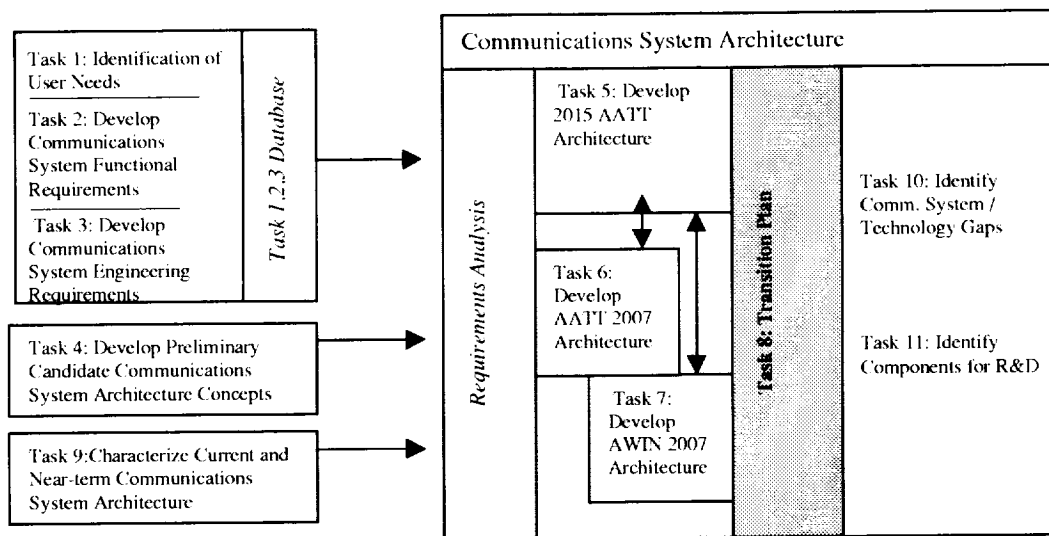 Task 1: Identification of
User Needs
Task 2: Develop
Communications
System Functional
Requirements
Task 3: Develop
Communications
System Engineering
Requirements
Task 1,2,3 Database
Task 4: Develop Preliminary
Candidate Communications
System Architecture Concepts
Task 9:Characterize Current and
Near-term Communications
System Architecture
Communications System Architecture
Requirements Analysis
Task 5: Develop
2015 AATT
Architecture
Task 6:
Develop
AATT 2007
Architecture
Task 7:
Develop
AWIN 2007
Architecture
Task 8: Transition Plan
Task 10: Identify
Comm. System /
Technology Gaps
Task 11: Identify
Components for R&D